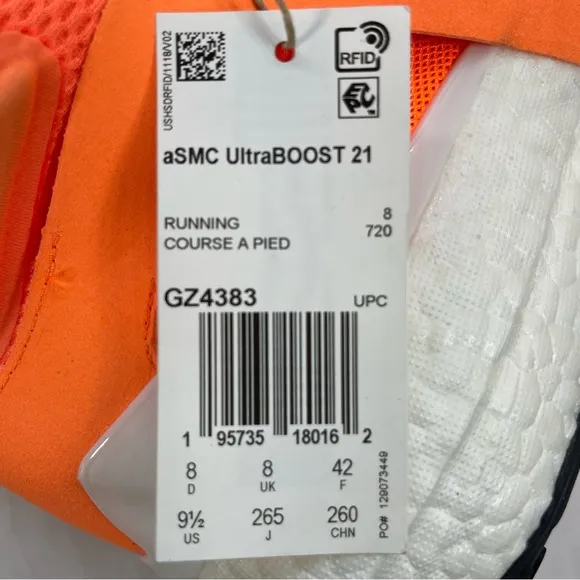 USHSDRFID/1118/V02
RFID
EPC™
aSMC UltraBOOST 21
RUNNING 8
COURSE A PIED 720
GZ4383 UPC
1 95735 18016 2
8 8 42
D UK F
9½ 265 260
US J CHN
PO# 129073449